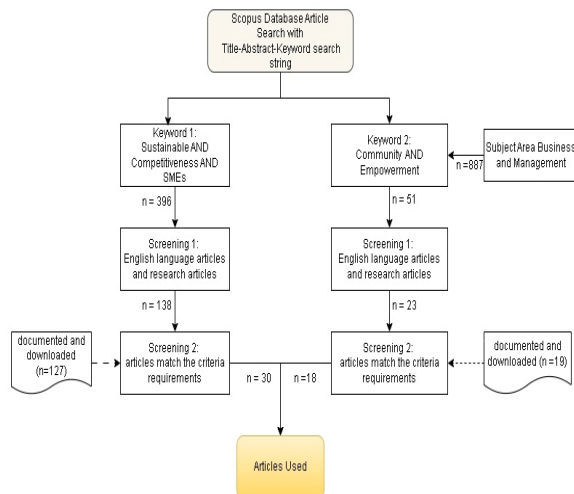 Scopus Database Article
Search with
Title-Abstract-Keyword search
string
Keyword 1:
Sustainable AND
Competitiveness AND
SMEs
Keyword 2:
Community AND
Empowerment
n =887
Subject Area Business
and Management
n = 396
n = 51
Screening 1:
English language articles
and research articles
Screening 1:
English language articles
and research articles
n = 138
n = 23
documented and
downloaded
(n=127)
Screening 2:
articles match the criteria
requirements
Screening 2:
articles match the criteria
requirements
documented and
downloaded (n=19)
n = 30
n=18
Articles Used